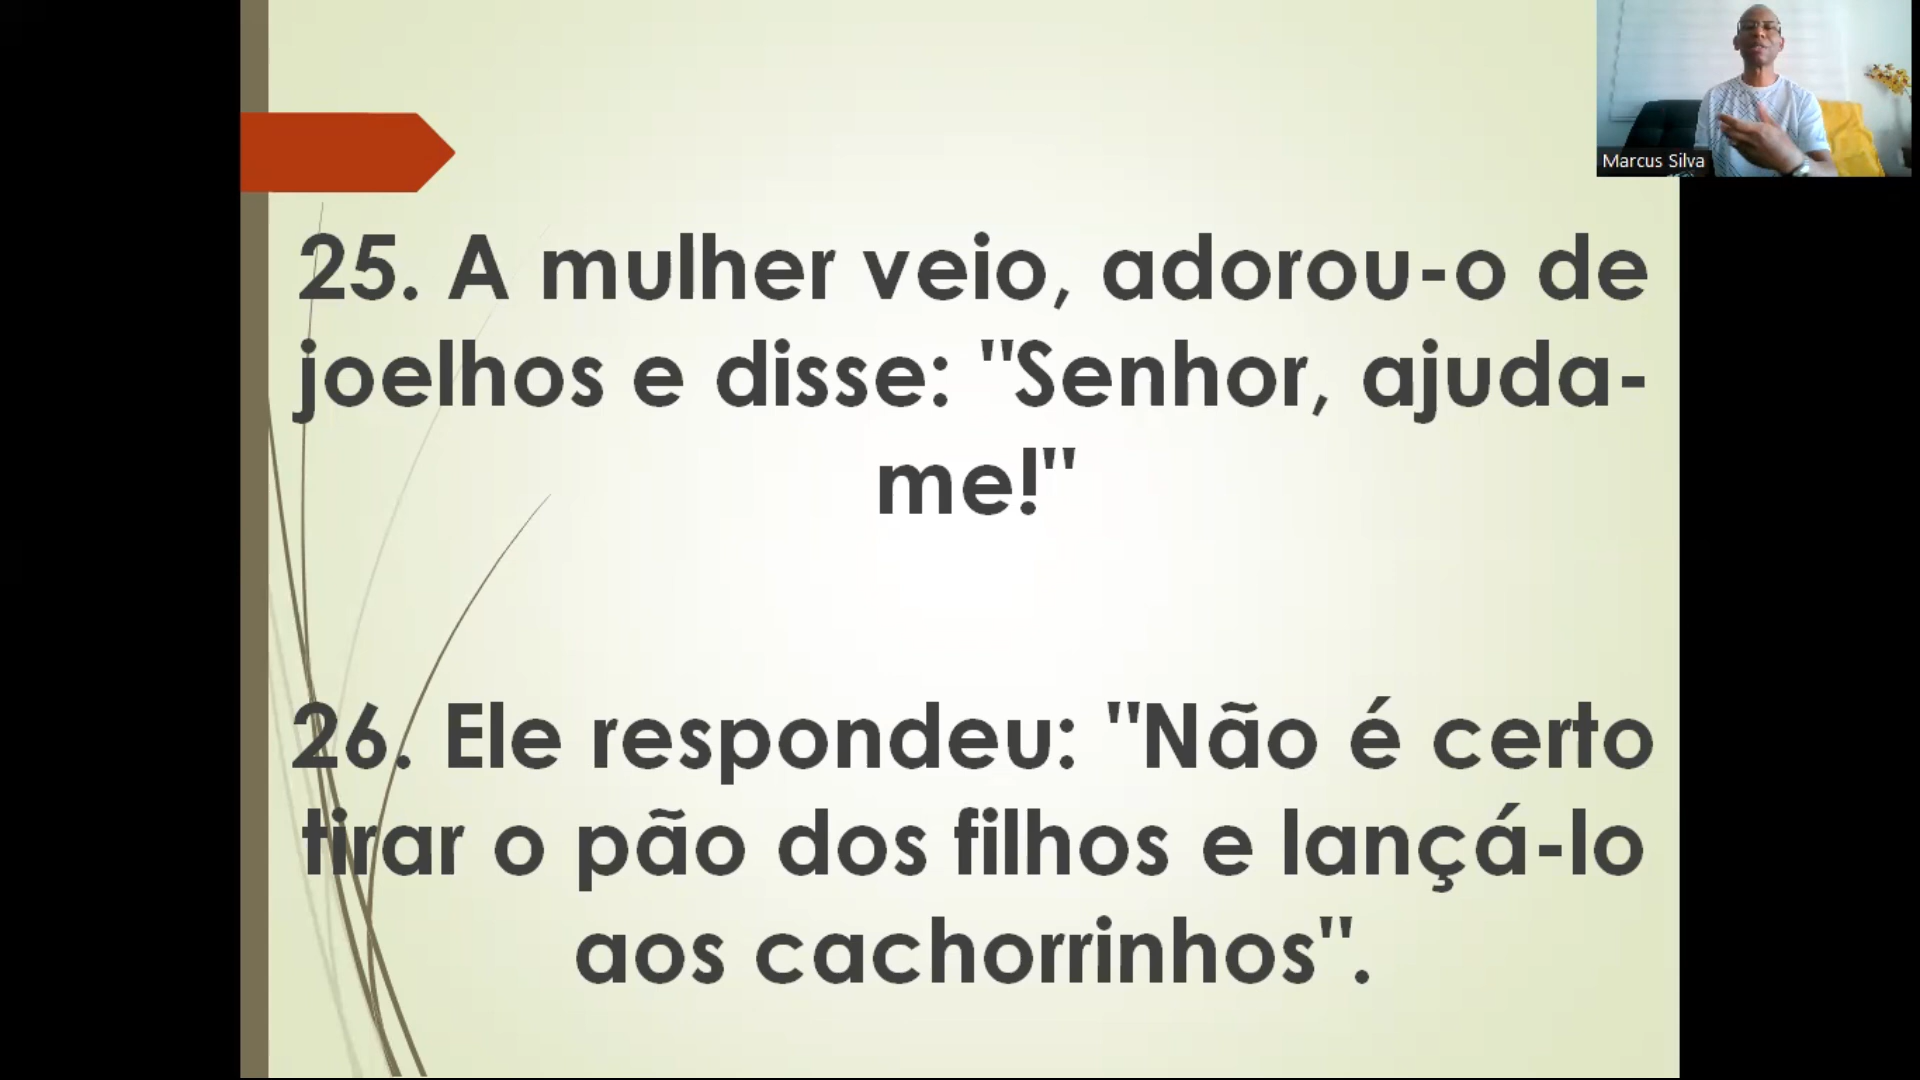 25. A mulher veio, adorou-o de
joelhos e disse: "Senhor, ajuda-
me!"
26. Ele respondeu: "Não é certo
tirar o pão dos filhos e lançá-lo
aos cachorrinhos".
Marcus Silva